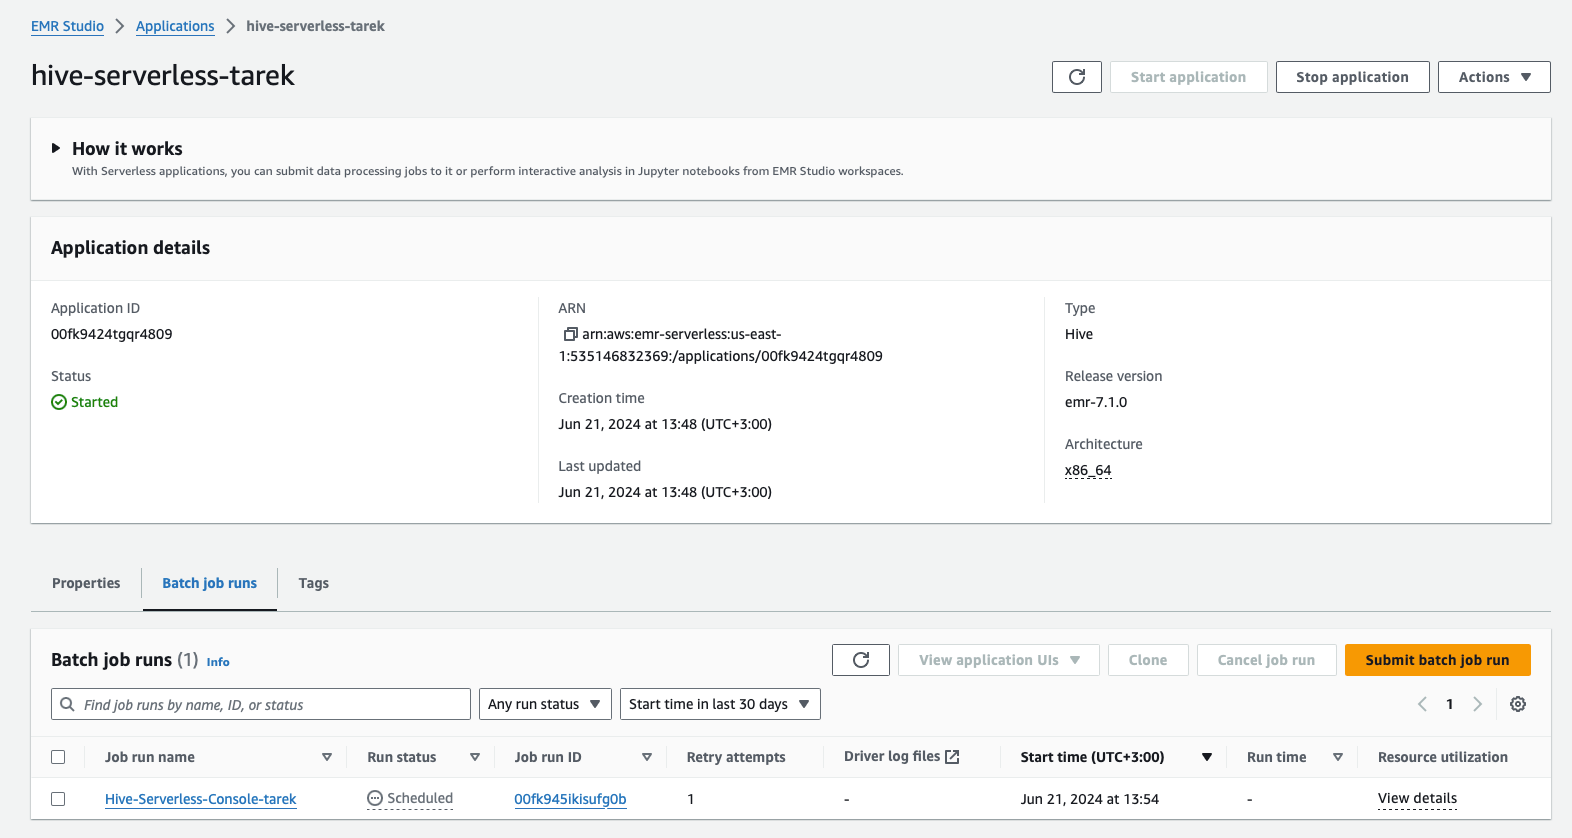 EMR Studio > Applications > hive-serverless-tarek
hive-serverless-tarek
Start application
Stop application
Actions
How it works
With Serverless applications, you can submit data processing jobs to it or perform interactive analysis in Jupyter notebooks from EMR Studio workspaces.
Application details
Application ID
00fk9424tgqr4809
Status
Started
ARN
arn:aws:emr-serverless:us-east-
1:535146832369:/applications/00fk9424tgqr4809
Creation time
Jun 21, 2024 at 13:48 (UTC+3:00)
Last updated
Jun 21, 2024 at 13:48 (UTC+3:00)
Type
Hive
Release version
emr-7.1.0
Architecture
x86_64
Properties
Batch job runs
Tags
Batch job runs (1) Info
View application UIs
Clone
Cancel job run
Submit batch job run
Find job runs by name, ID, or status
Any run status
Start time in last 30 days
1
Job run name
Run status
Job run ID
Retry attempts
Driver log files
Start time (UTC+3:00)
Run time
Resource utilization
Hive-Serverless-Console-tarek
Scheduled
00fk945ikisufg0b
1
-
Jun 21, 2024 at 13:54
-
View details